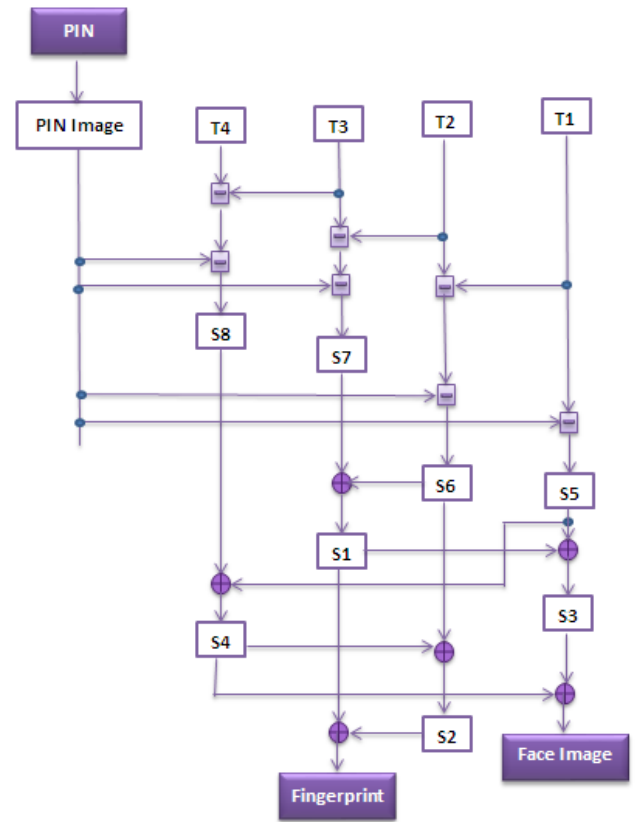 PIN
PIN Image
T4
T3
T2
T1
S8
S7
S6
S5
S1
S3
S4
S2
Face Image
Fingerprint